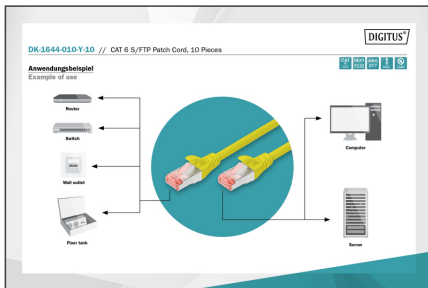 DIGITUS®
DK-1644-010-Y-10 // CAT 6 S/FTP Patch Cord, 10 Pieces
Anwendungsbeispiel
Example of use
Router
Switch
Wall outlet
Floor tank
Computer
Server